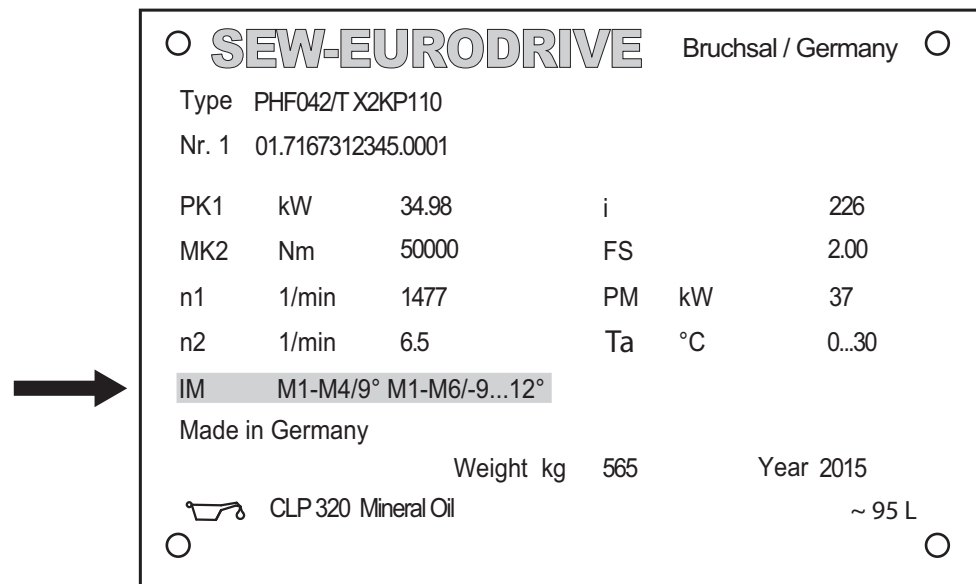 SEW-EURODRIVE Bruchsal / Germany
Type PHF042/T X2KP110
Nr. 1 01.7167312345.0001
PK1 kW 34.98 i 226
MK2 Nm 50000 FS 2.00
n1 1/min 1477 PM kW 37
n2 1/min 6.5 Ta °C 0...30
IM M1-M4/9° M1-M6/-9...12°
Made in Germany
Weight kg 565 Year 2015
CLP 320 Mineral Oil ~ 95 L